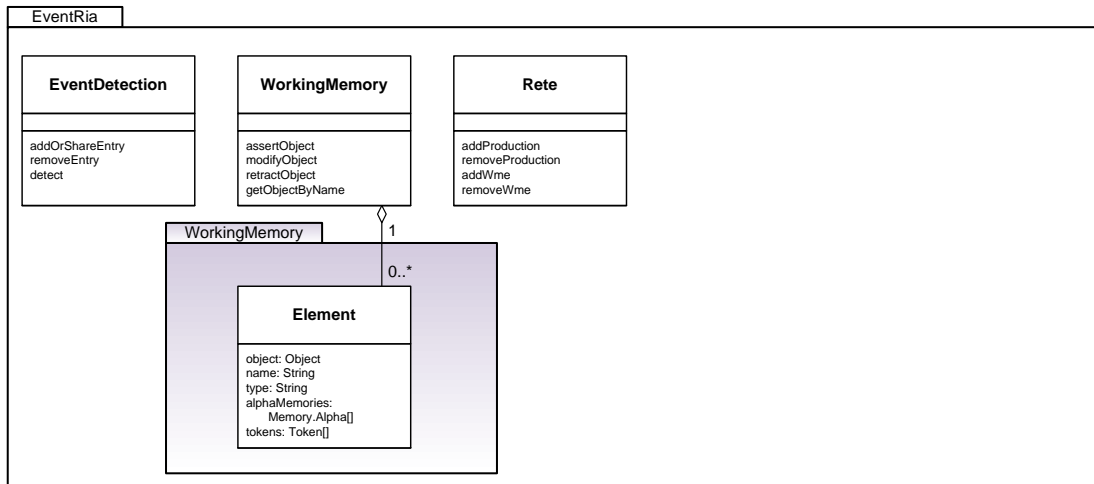 EventRia
EventDetection
addOrShareEntry
removeEntry
detect
WorkingMemory
assertObject
modifyObject
retractObject
getObjectByName
Rete
addProduction
removeProduction
addWme
removeWme
1
WorkingMemory
0..*
Element
object: Object
name: String
type: String
alphaMemories:
Memory.Alpha[]
tokens: Token[]